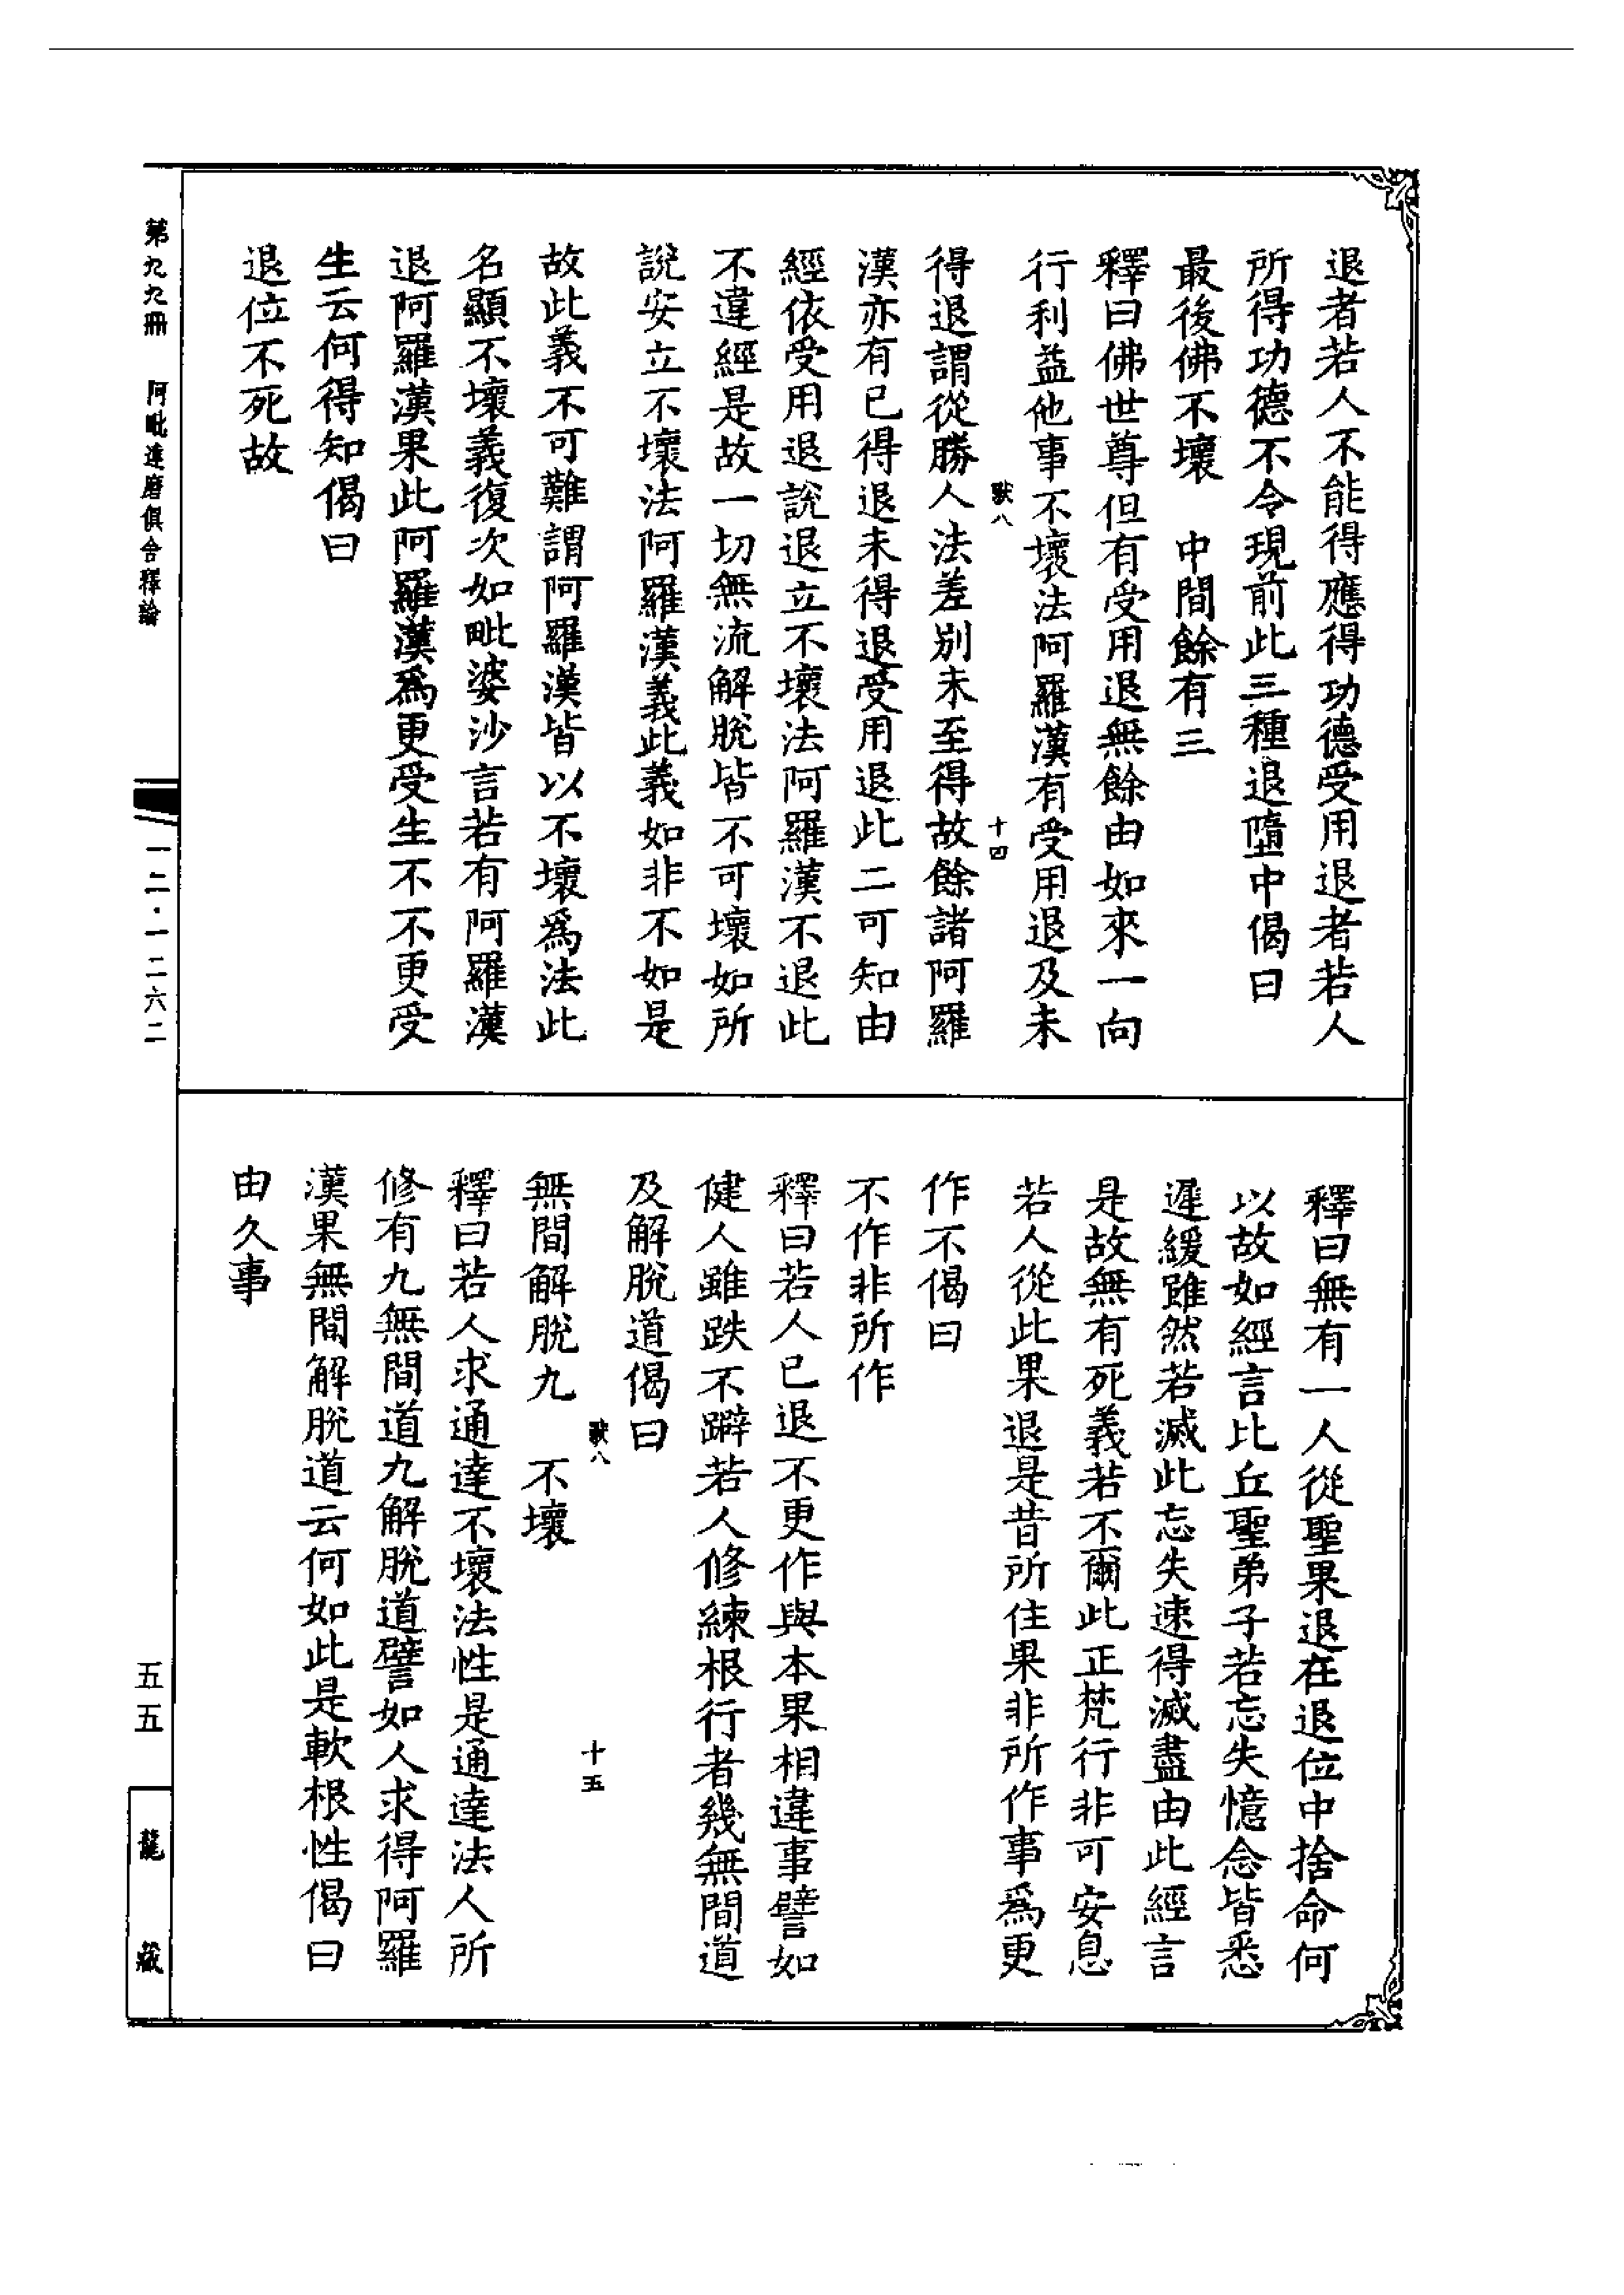 退者若人不能得應得功德受用退者若人
所得功德不令現前此三種退墮中偈曰
最後佛不壞　中間餘有三
釋曰佛世尊但有受用退無餘由如來一向
行利益他事不壞法阿羅漢有受用退及未
歟八　十四
得退謂從勝人法差別未至得故餘諸阿羅
漢亦有已得退未得退受用退此二可知由
經依受用退說退立不壞法阿羅漢不退此
不違經是故一切無流解脫皆不可壞如所
說安立不壞法阿羅漢義此義如非不如是
故此義不可難謂阿羅漢皆以不壞爲法此
名顯不壞義復次如毗婆沙言若有阿羅漢
退阿羅漢果此阿羅漢爲更受生不不更受
生云何得知偈曰
退位不死故
釋曰無有一人從聖果退在退位中捨命何
以故如經言比丘聖弟子若忘失憶念皆悉
遲緩雖然若滅此忘失速得滅盡由此經言
是故無有死義若不爾此正梵行非可安息
若人從此果退是昔所住果非所作事爲更
作不偈曰
不作非所作
釋曰若人已退不更作與本果相違事譬如
健人雖跌不躃若人修練根行者幾無間道
及解脫道偈曰
歟八　十五
無間解脫九　不壞
釋曰若人求通達不壞法性是通達法人所
修有九無間道九解脫道譬如人求得阿羅
漢果無間解脫道云何如此是軟根性偈曰
由久事
第九九冊　阿毗達磨俱舍釋論
一二·一二六二
五五
龍藏